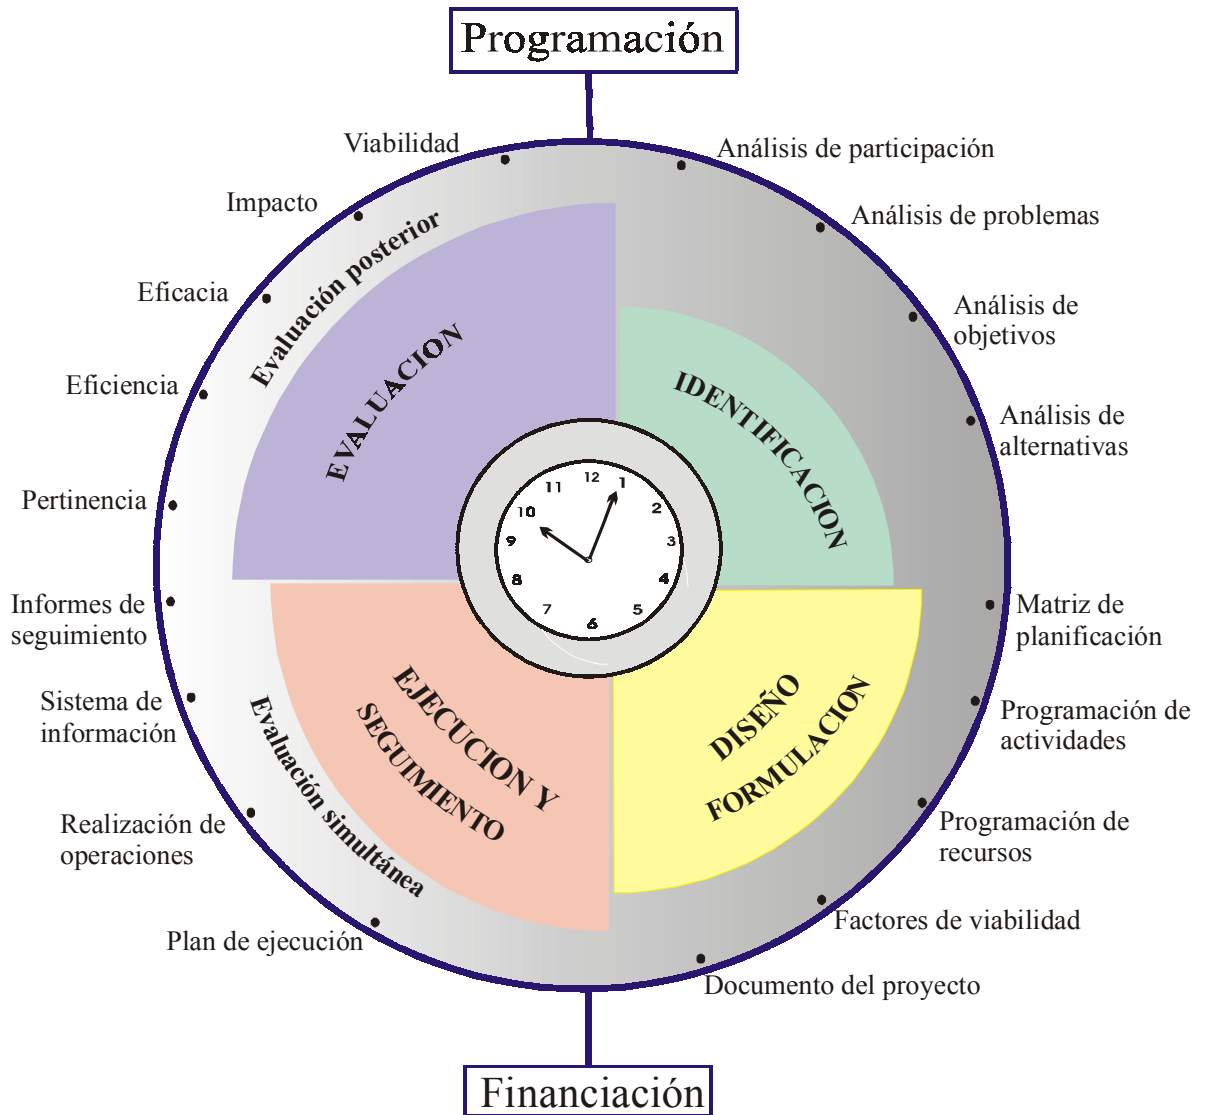 Programación
Viabilidad
Análisis de participación
Impacto
Análisis de problemas
Evaluación posterior
Eficacia
Análisis de
objetivos
EVALUACION
IDENTIFICACION
Eficiencia
Análisis de
alternativas
Pertinencia
12
1
2
3
4
5
6
7
8
9
10
11
Informes de
seguimiento
Matriz de
planificación
Sistema de
información
Programación de
actividades
EJECUCION Y
SEGUIMIENTO
DISEÑO
FORMULACION
Evaluación simultánea
Realización de
operaciones
Programación de
recursos
Plan de ejecución
Factores de viabilidad
Documento del proyecto
Financiación